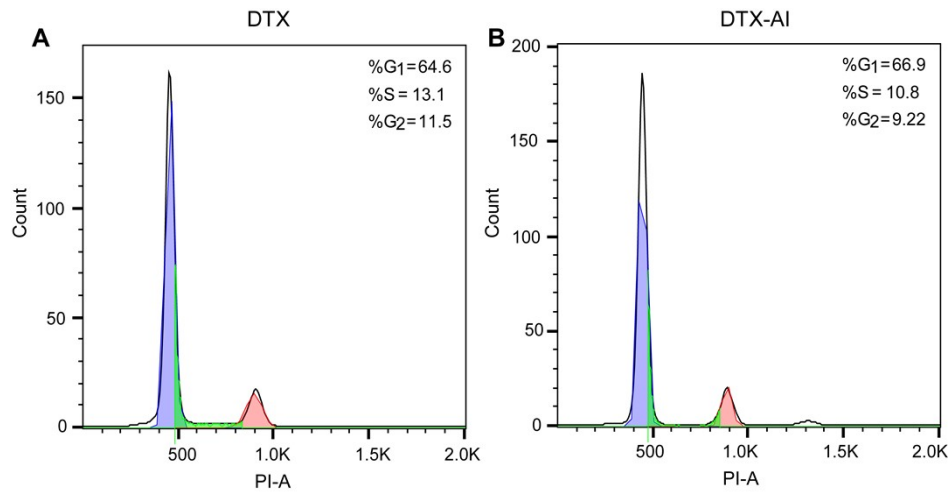 DTX
A
%G1=64.6
%S = 13.1
%G2=11.5
150
100
50
0
Count
500
1.0K
1.5K
2.0K
PI-A
DTX-AI
B
%G1=66.9
%S = 10.8
%G2=9.22
200
150
100
50
0
Count
500
1.0K
1.5K
2.0K
PI-A